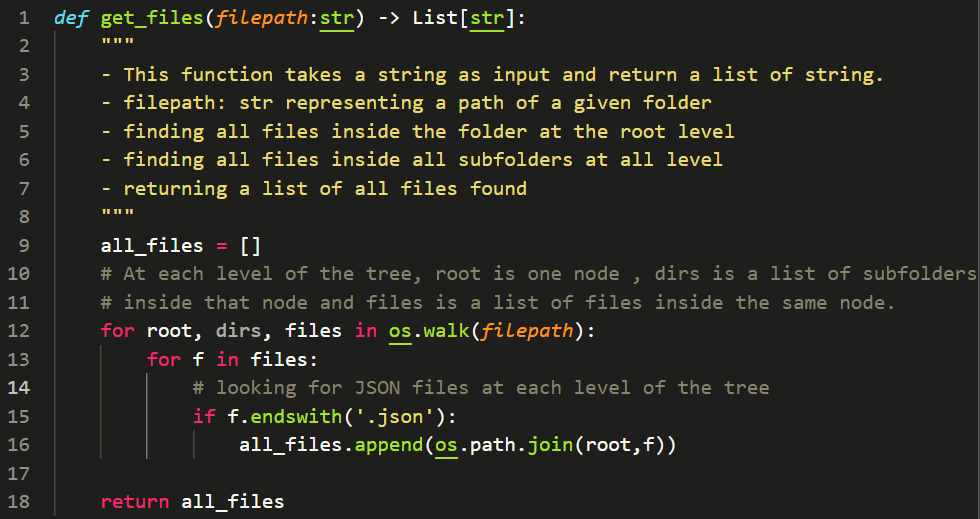 1 def get_files(filepath:str) -> List[str]:
2     """
3     - This function takes a string as input and return a list of string.
4     - filepath: str representing a path of a given folder
5     - finding all files inside the folder at the root level
6     - finding all files inside all subfolders at all level
7     - returning a list of all files found
8     """
9     all_files = []
10     # At each level of the tree, root is one node , dirs is a list of subfolders
11     # inside that node and files is a list of files inside the same node.
12     for root, dirs, files in os.walk(filepath):
13         for f in files:
14             # looking for JSON files at each level of the tree
15             if f.endswith('.json'):
16                 all_files.append(os.path.join(root,f))
17
18     return all_files